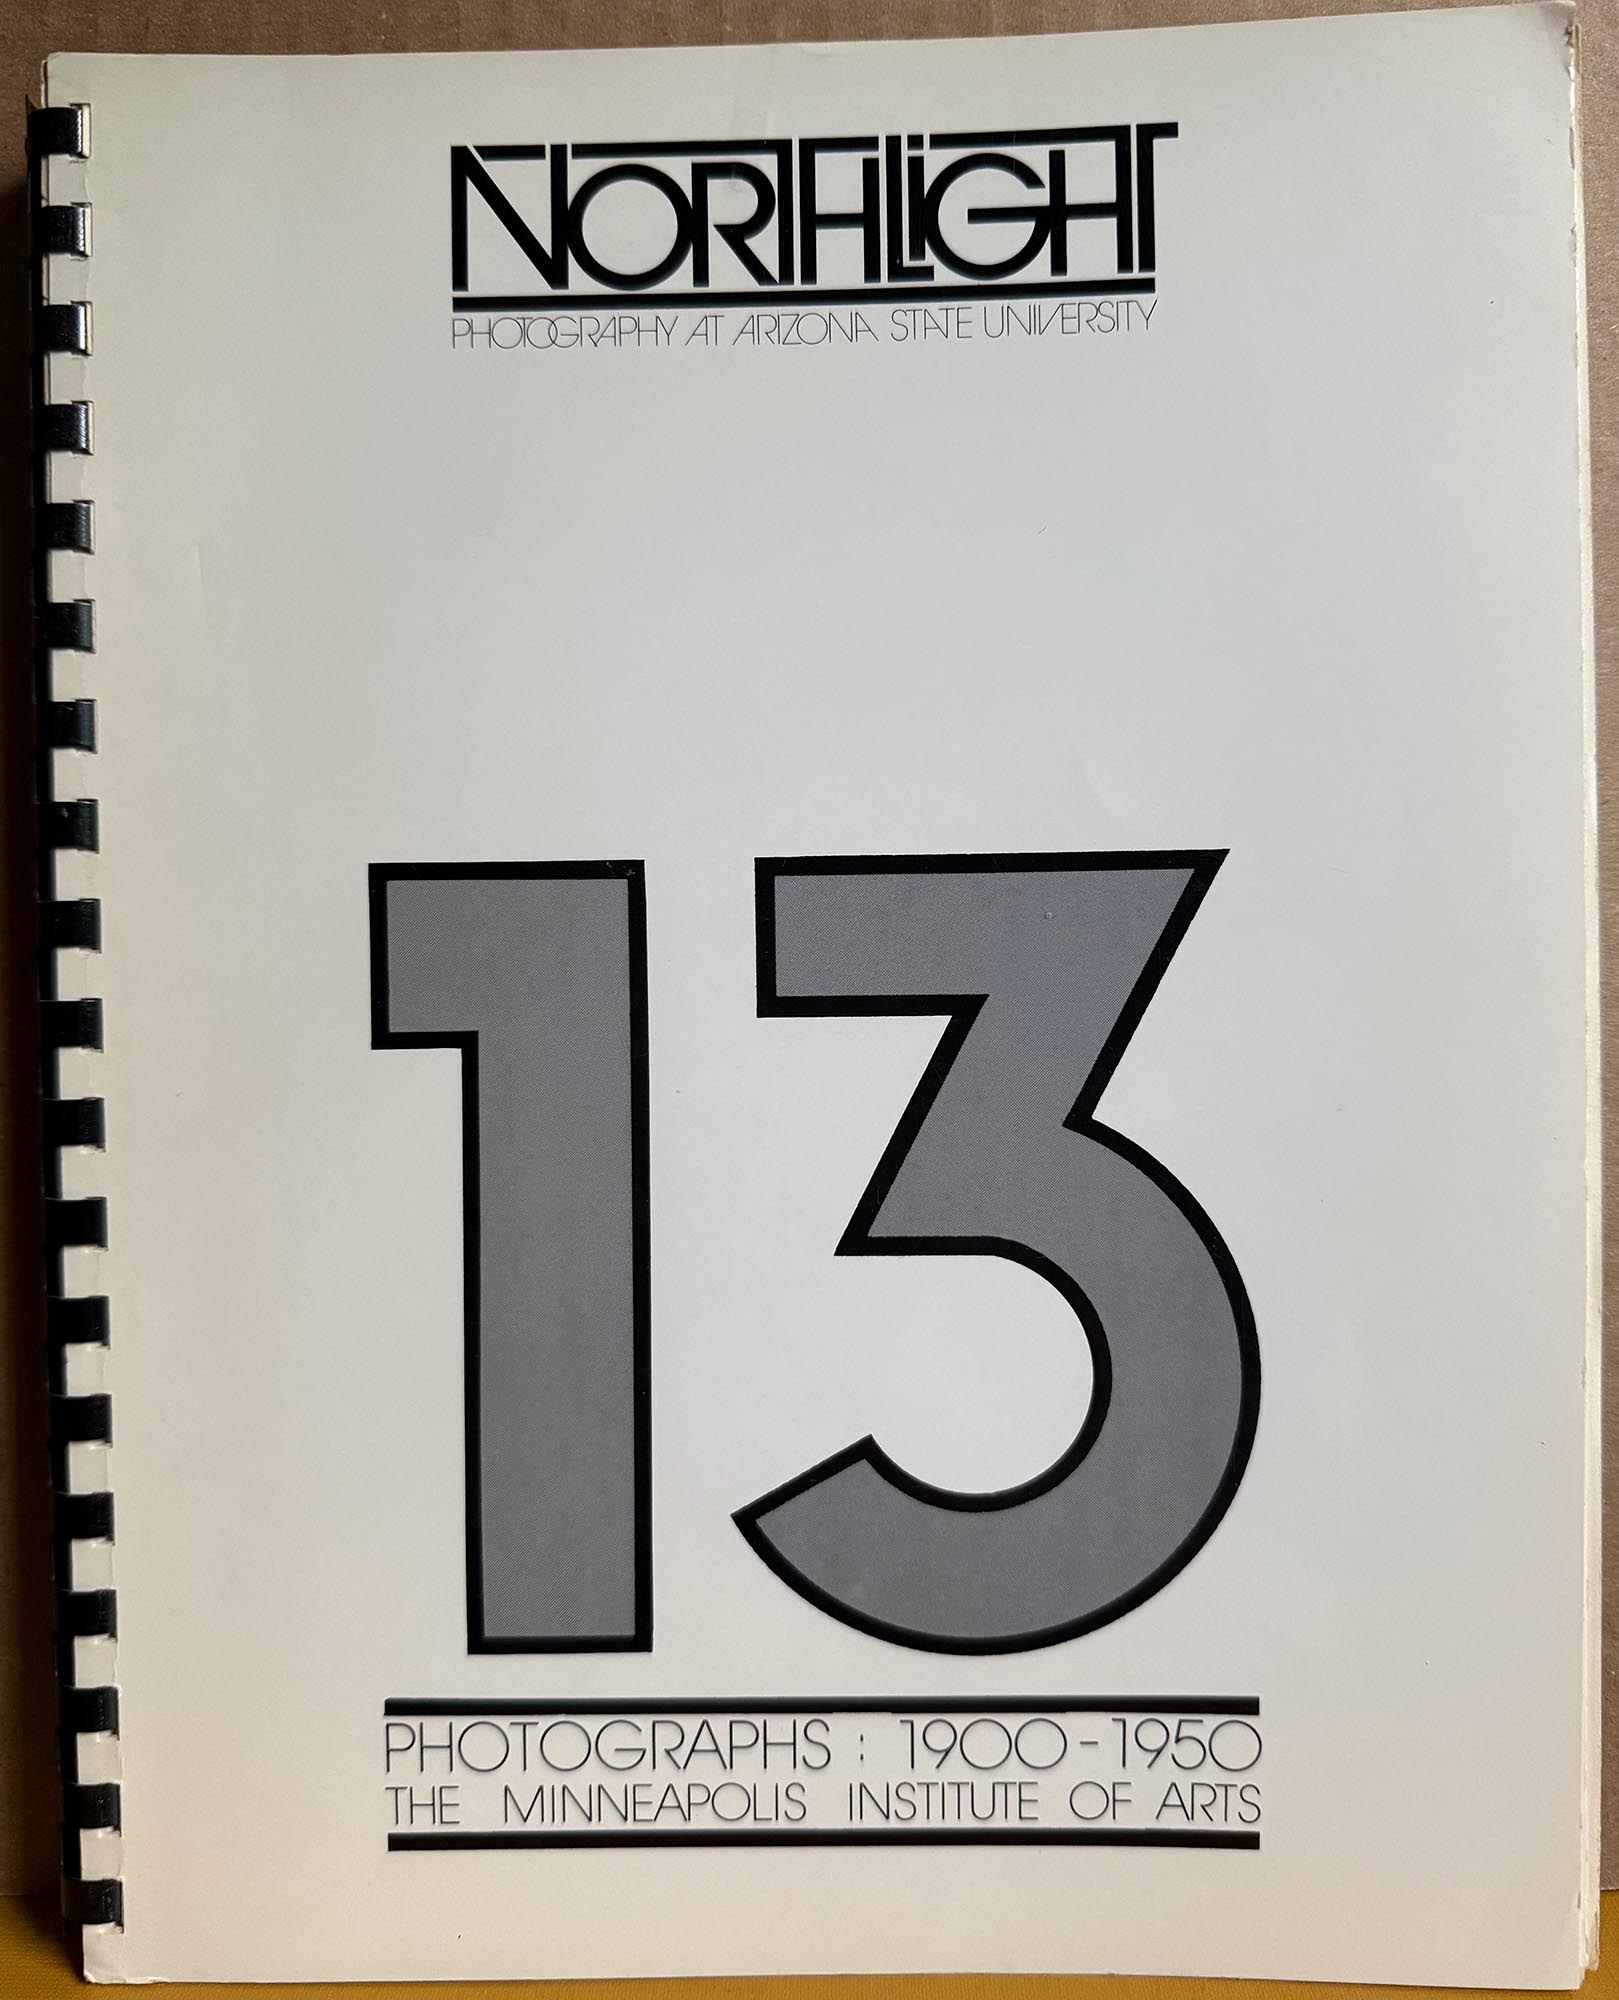 NORTHLiGHT
PHOTOGRAPHY AT ARIZONA STATE UNIVERSITY
13
PHOTOGRAPHS : 1900-1950
THE MINNEAPOLIS INSTITUTE OF ARTS